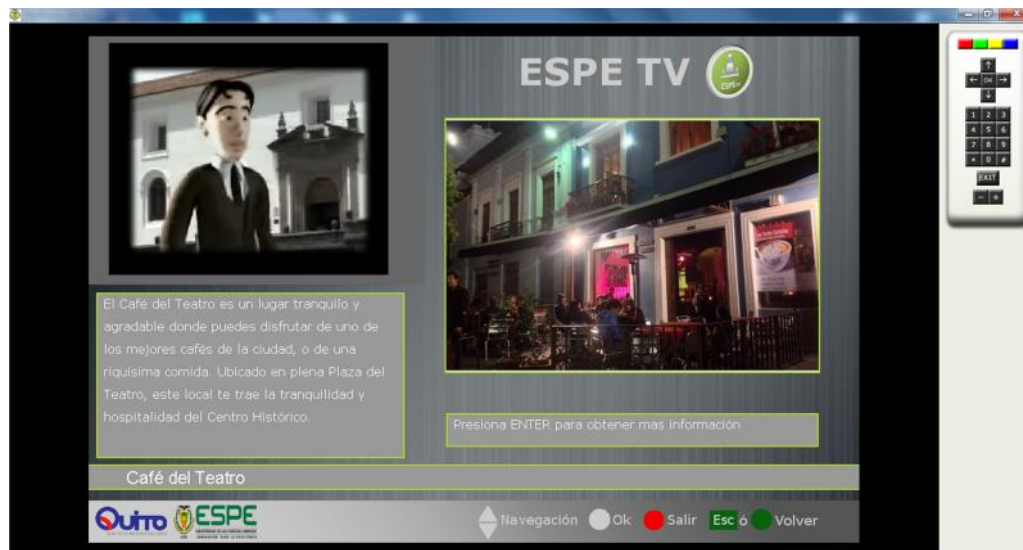 ESPE TV
El Café del Teatro es un lugar tranquilo y
agradable donde puedes disfrutar de uno de
los mejores cafés de la ciudad, o de una
riquísima comida. Ubicado en plena Plaza del
Teatro, este local te trae la tranquilidad y
hospitalidad del Centro Histórico.
Presiona ENTER para obtener mas información
Café del Teatro
Quito ESPE
Navegación Ok Salir Esc ó Volver
OK
1 2 3
4 5 6
7 8 9
* 0 #
EXIT
- +